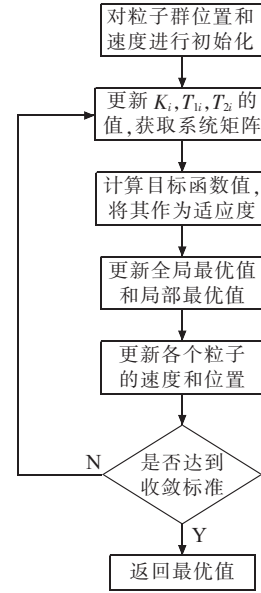 对粒子群位置和
速度进行初始化
更新 K_i,T_{1i},T_{2i} 的
值,获取系统矩阵
计算目标函数值,
将其作为适应度
更新全局最优值
和局部最优值
更新各个粒子
的速度和位置
N
是否达到
收敛标准
Y
返回最优值